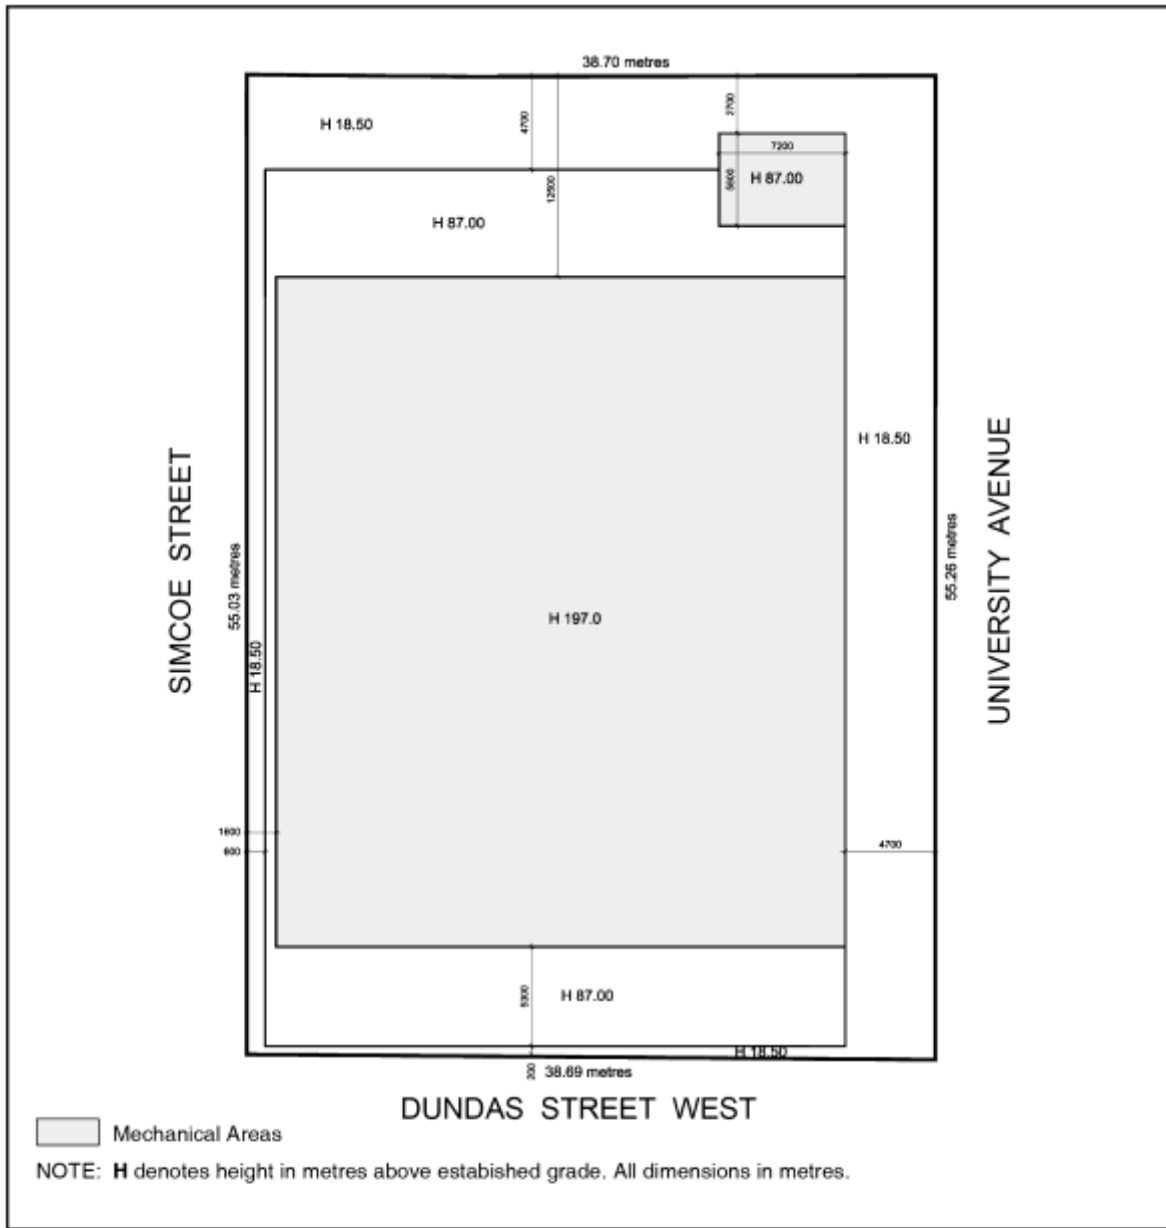 38.70 metres
H 18.50
4700
2700
7200
12500
5600
H 87.00
H 87.00
H 18.50
SIMCOE STREET
55.03 metres
H 18.50
H 197.0
55.26 metres
UNIVERSITY AVENUE
1600
600
4700
5300
H 87.00
H 18.50
200
38.69 metres
DUNDAS STREET WEST
Mechanical Areas
NOTE: H denotes height in metres above estabished grade. All dimensions in metres.